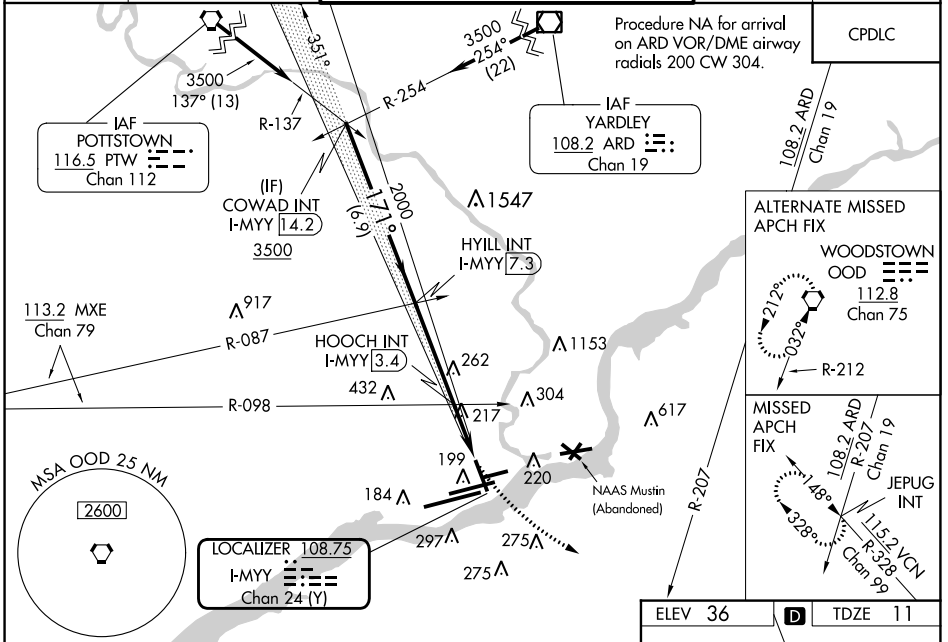 Procedure NA for arrival
on ARD VOR/DME airway
radials 200 CW 304.
CPDLC
3500
137° (13)
R-137
351°
3500
254°
(22)
R-254
IAF
POTTSTOWN
116.5 PTW
Chan 112
IAF
YARDLEY
108.2 ARD
Chan 19
108.2 ARD
Chan 19
(IF)
COWAD INT
I-MYY 14.2
3500
2000
171°
(6.9)
1547
HYILL INT
I-MYY 7.3
917
113.2 MXE
Chan 79
R-087
HOOCH INT
I-MYY 3.4
262
1153
432
304
R-098
217
617
ALTERNATE MISSED
APCH FIX
WOODSTOWN
OOD
112.8
Chan 75
212°
032°
R-212
MISSED
APCH
FIX
108.2 ARD
R-207
Chan 19
JEPUG
INT
148°
328°
115.2 VCN
R-328
Chan 99
R-207
199
220
NAAS Mustin
(Abandoned)
184
297
275
275
MSA OOD 25 NM
2600
LOCALIZER 108.75
I-MYY
Chan 24 (Y)
ELEV 36
D
TDZE 11